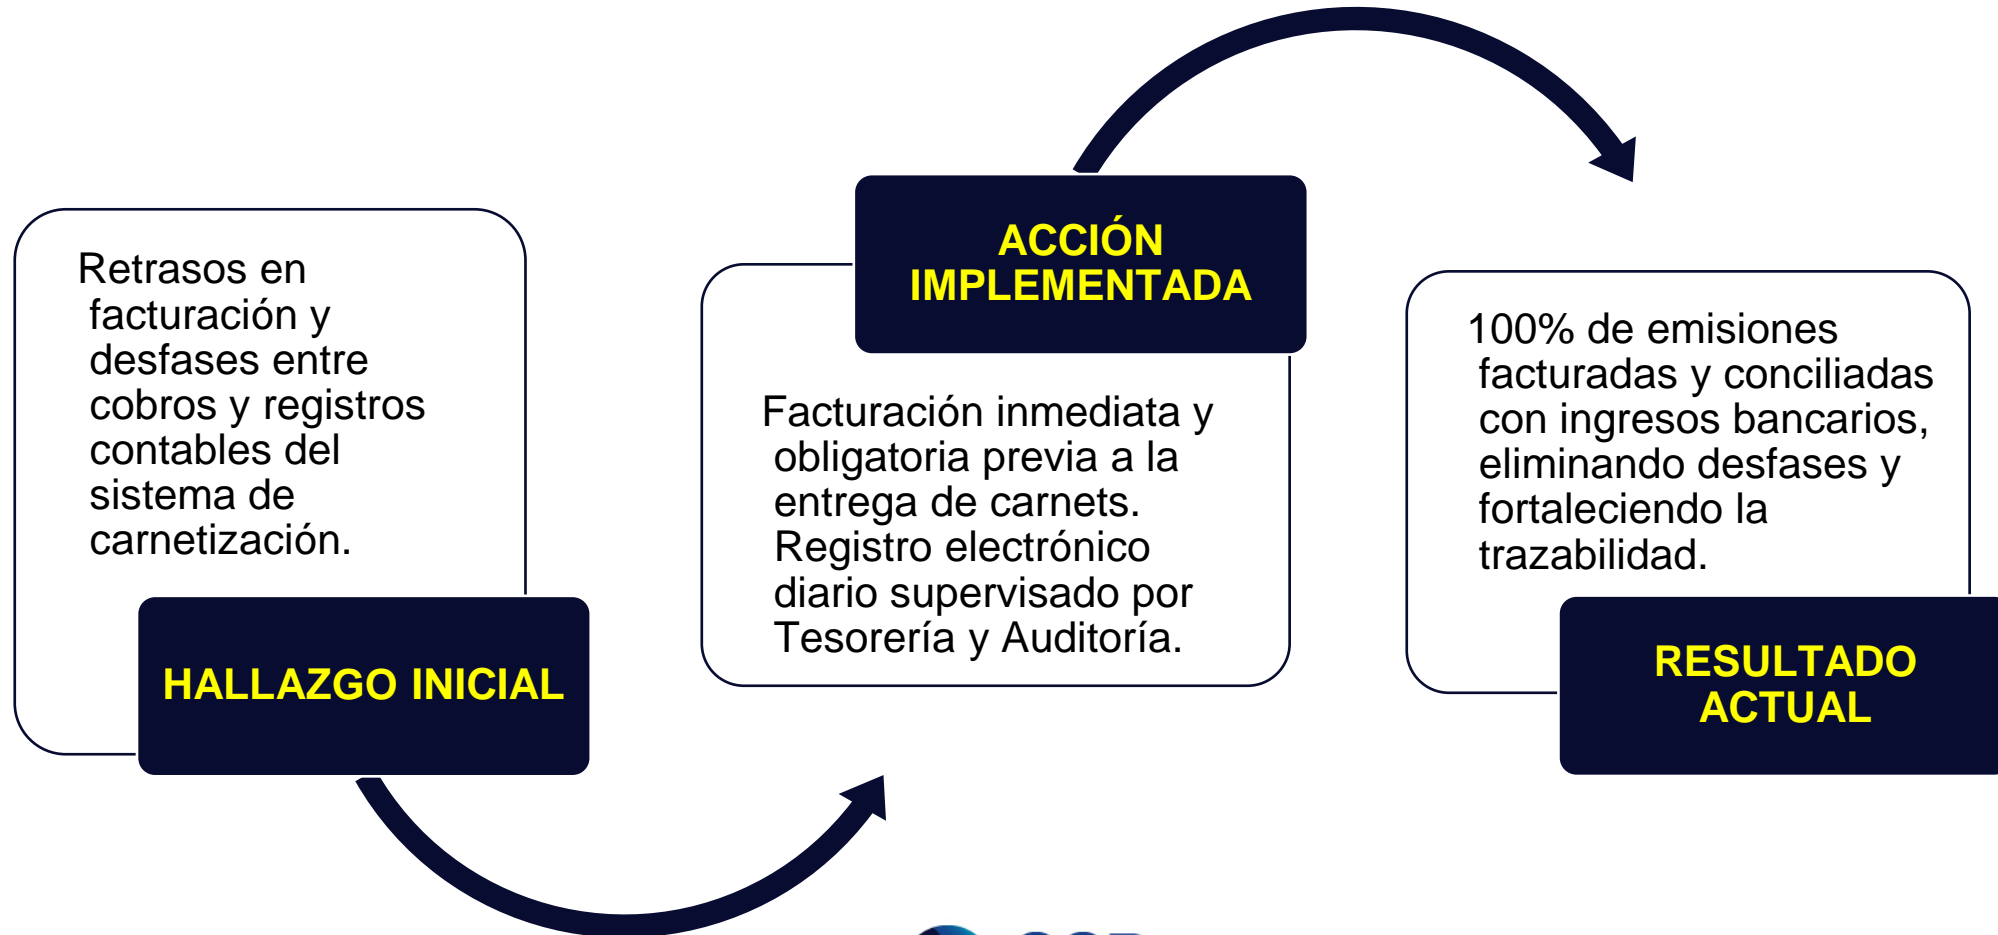 Retrasos en
facturación y
desfases entre
cobros y registros
contables del
sistema de
carnetización.
HALLAZGO INICIAL
ACCIÓN
IMPLEMENTADA
Facturación inmediata y
obligatoria previa a la
entrega de carnets.
Registro electrónico
diario supervisado por
Tesorería y Auditoría.
100% de emisiones
facturadas y conciliadas
con ingresos bancarios,
eliminando desfases y
fortaleciendo la
trazabilidad.
RESULTADO
ACTUAL